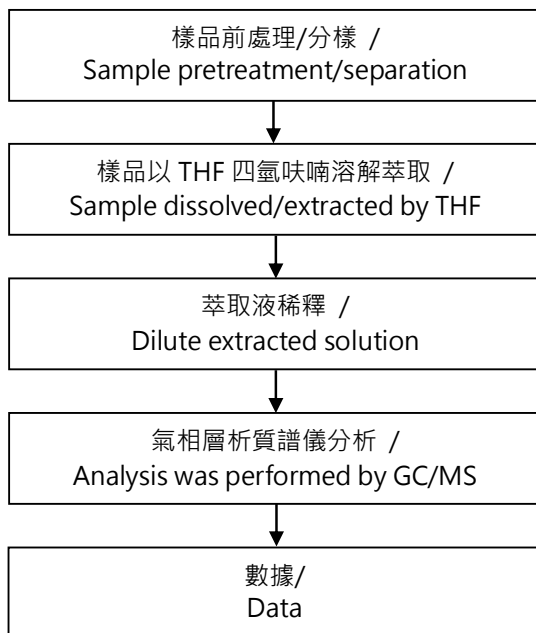 樣品前處理/分樣 /
Sample pretreatment/separation
樣品以 THF 四氫呋喃溶解萃取 /
Sample dissolved/extracted by THF
萃取液稀釋 /
Dilute extracted solution
氣相層析質譜儀分析 /
Analysis was performed by GC/MS
數據/
Data